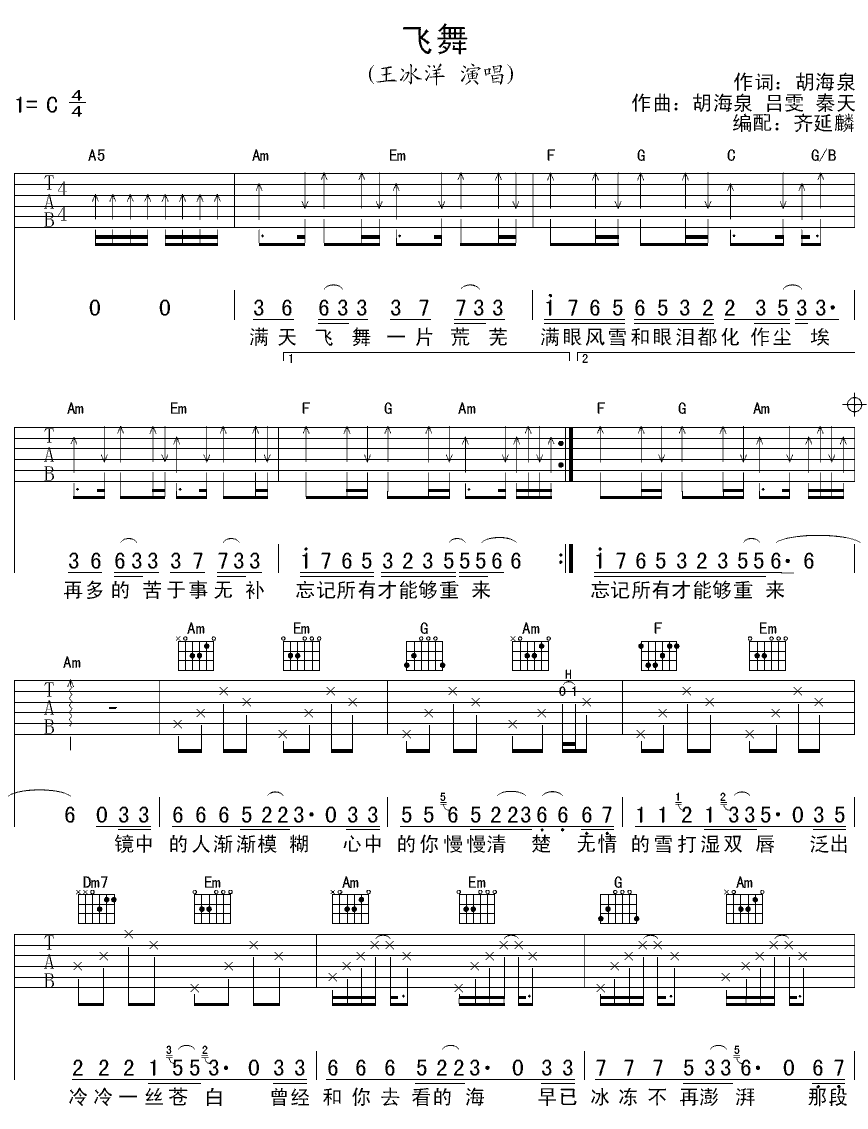 飞舞
(王冰洋 演唱)
1= C 4/4
作词：胡海泉
作曲：胡海泉 吕雯 秦天
编配：齐延麟
A5 Am Em F G C G/B
T A B 4 4
0 0 3 6 6 3 3 3 7 7 3 3 1 7 6 5 6 5 3 2 2 3 5 3 3·
满天飞舞一片荒芜 满眼风雪和眼泪都化作尘埃
1 2
Am Em F G Am F G Am
T A B
3 6 6 3 3 3 7 7 3 3 1 7 6 5 3 2 3 5 5 5 6 6 1 7 6 5 3 2 3 5 5 6· 6
再多的苦于事无补 忘记所有才能够重来 忘记所有才能够重来
Am Em G Am F Em
Am
H
T A B 0 1
6 0 3 3 6 6 6 5 2 2 3· 0 3 3 5 5 5 6 5 2 2 3 6 6 6 7 1 1 1 2 2 1 3 3 5· 0 3 5
镜中的人渐渐模糊 心中的你慢慢清楚 无情的雪打湿双唇 泛出
Dm7 Em Am Em G Am
T A B
2 2 2 1 3 5 5 2 3· 0 3 3 6 6 6 5 2 2 3· 0 3 3 7 7 7 5 3 3 5 6· 0 6 7
冷冷一丝苍白 曾经和你去看的海 早已冰冻不再澎湃 那段